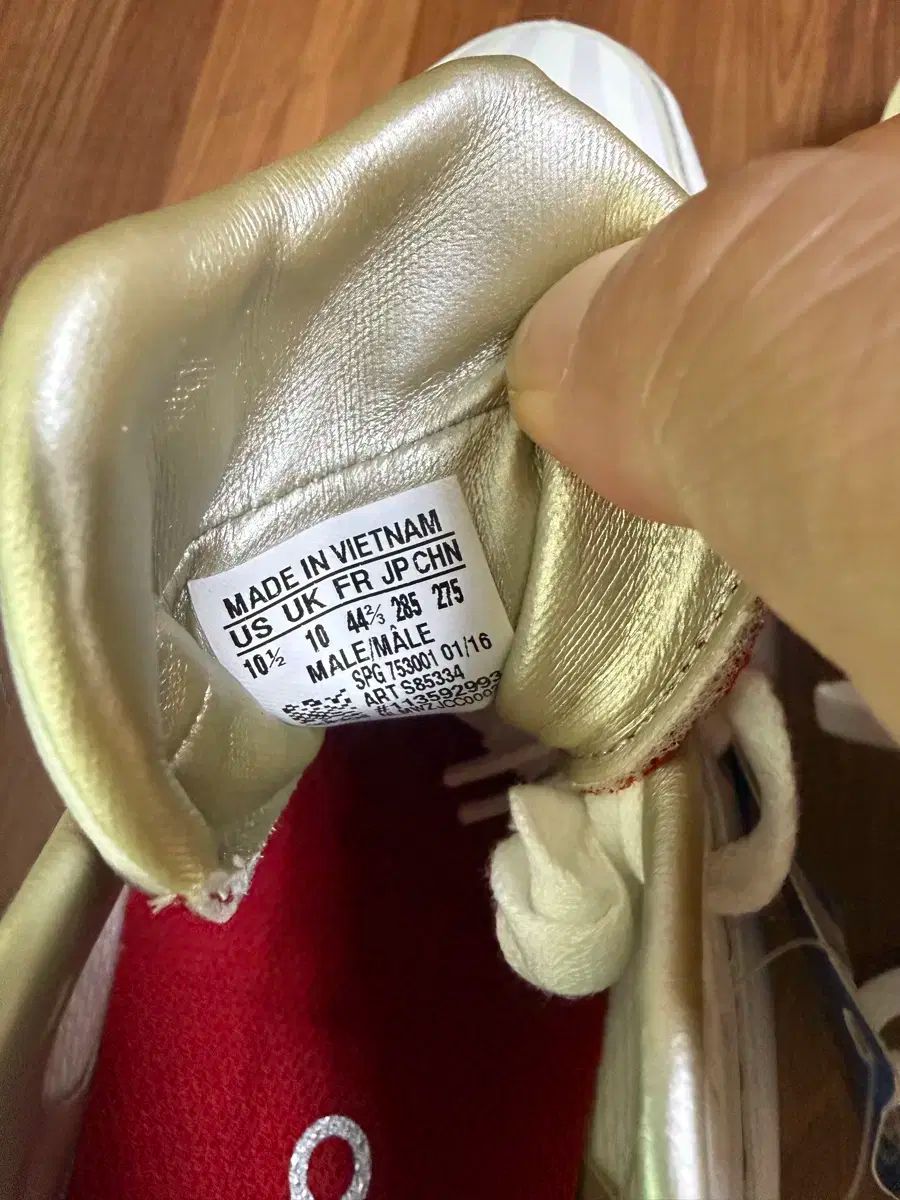 MADE IN VIETNAM
US UK FR JP CHN
10½ 10 44⅔ 285 275
MALE/MÂLE
SPG 753001 01/16
ART S85334
#113592993